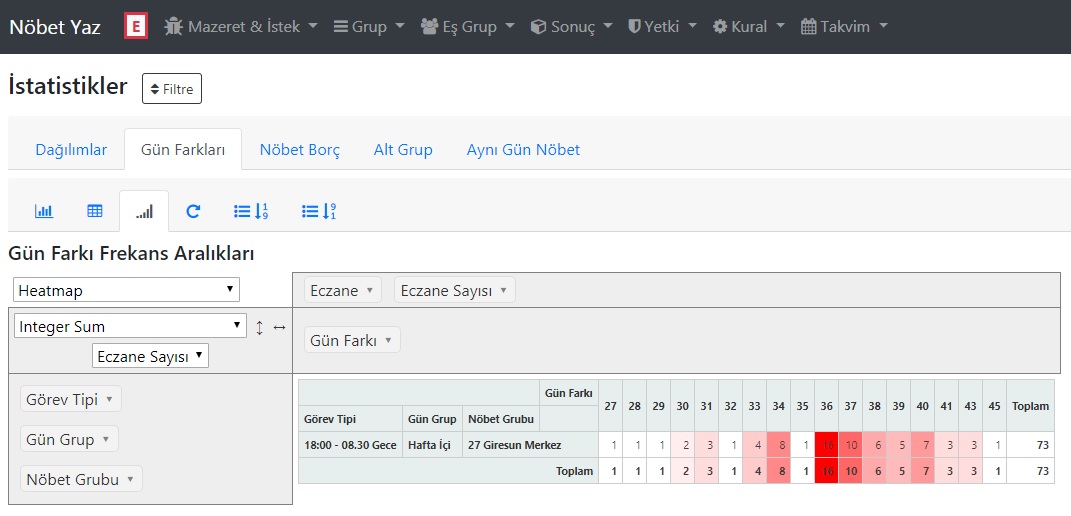 Nöbet Yaz E Mazeret & İstek Grup Eş Grup Sonuç Yetki Kural Takvim
İstatistikler Filtre
Dağılımlar Gün Farkları Nöbet Borç Alt Grup Aynı Gün Nöbet
Gün Farkı Frekans Aralıkları
Heatmap Eczane Eczane Sayısı
Integer Sum
Eczane Sayısı
Gün Farkı
Görev Tipi
Gün Grup
Nöbet Grubu
Gün Farkı 27 28 29 30 31 32 33 34 35 36 37 38 39 40 41 43 45 Toplam
Görev Tipi Gün Grup Nöbet Grubu
18:00 - 08.30 Gece Hafta İçi 27 Giresun Merkez 1 1 1 2 3 1 4 8 1 16 10 6 5 7 3 3 1 73
Toplam 1 1 1 2 3 1 4 8 1 16 10 6 5 7 3 3 1 73